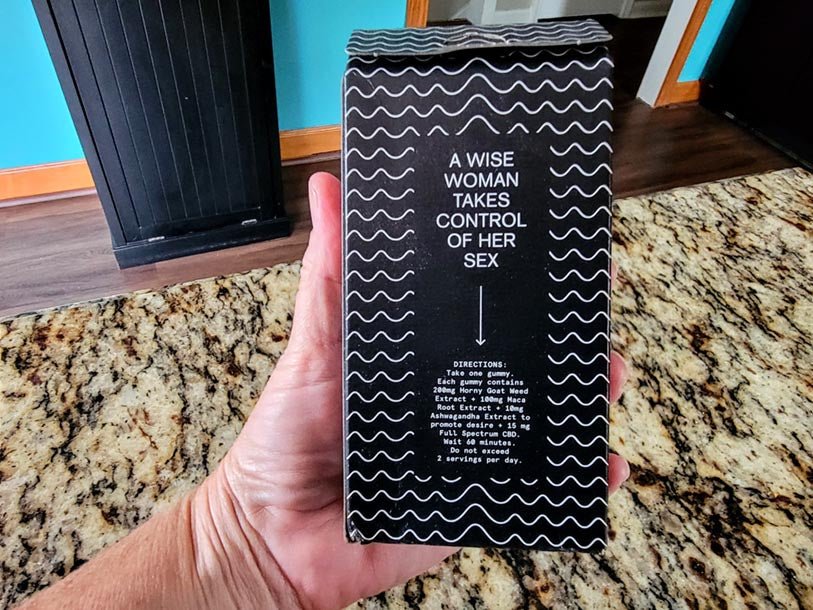 A WISE
WOMAN
TAKES
CONTROL
OF HER
SEX
DIRECTIONS:
Take one gummy.
Each gummy contains
200mg Horny Goat Weed
Extract + 100mg Maca
Root Extract + 10mg
Ashwagandha Extract to
promote desire + 15 mg
Full Spectrum CBD.
Wait 60 minutes.
Do not exceed
2 servings per day.